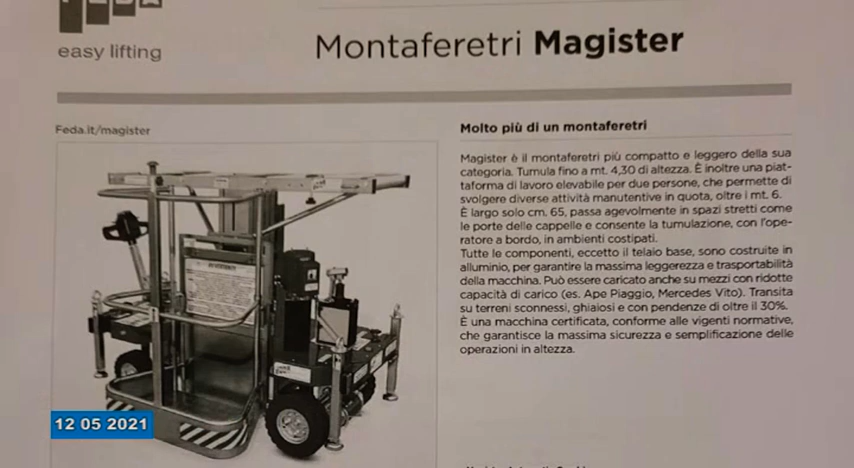 easy lifting
Montaferetri Magister
Feda.it/magister
Molto più di un montaferetri
Magister è il montaferetri più compatto e leggero della sua
categoria. Tumula fino a mt. 4,30 di altezza. È inoltre una piat-
taforma di lavoro elevabile per due persone, che permette di
svolgere diverse attività manutentive in quota, oltre i mt. 6.
È largo solo cm. 65, passa agevolmente in spazi stretti come
le porte delle cappelle e consente la tumulazione, con l'ope-
ratore a bordo, in ambienti costipati.
Tutte le componenti, eccetto il telaio base, sono costruite in
alluminio, per garantire la massima leggerezza e trasportabilità
della macchina. Può essere caricato anche su mezzi con ridotte
capacità di carico (es. Ape Piaggio, Mercedes Vito). Transita
su terreni sconnessi, ghiaiosi e con pendenze di oltre il 30%.
È una macchina certificata, conforme alle vigenti normative,
che garantisce la massima sicurezza e semplificazione delle
operazioni in altezza.
12 05 2021